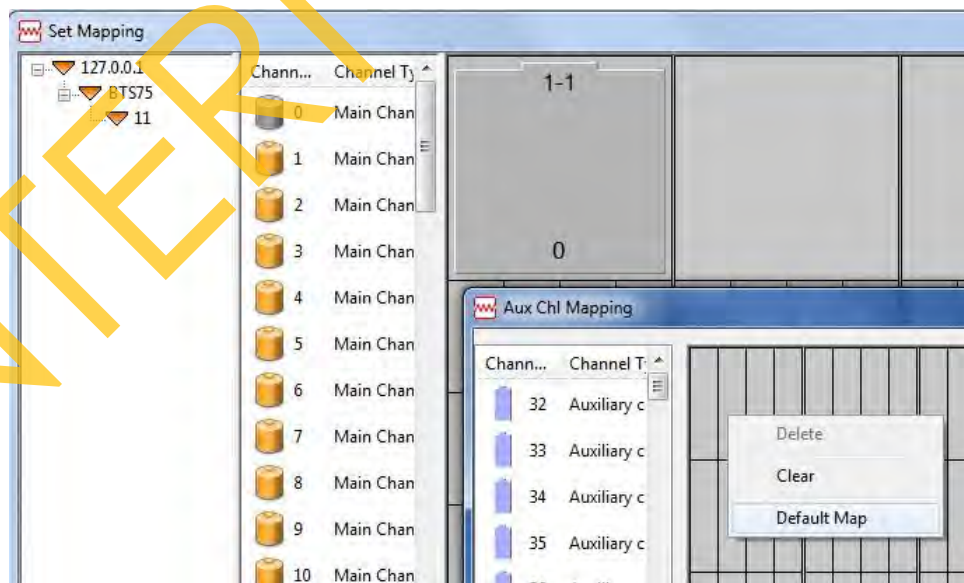 Set Mapping
127.0.0.1
BTS75
11
Chann... Channel Ty
0 Main Chan
1 Main Chan
2 Main Chan
3 Main Chan
4 Main Chan
5 Main Chan
6 Main Chan
7 Main Chan
8 Main Chan
9 Main Chan
10 Main Chan
1-1
0
Aux Chl Mapping
Chann... Channel T
32 Auxiliary c
33 Auxiliary c
34 Auxiliary c
35 Auxiliary c
Delete
Clear
Default Map